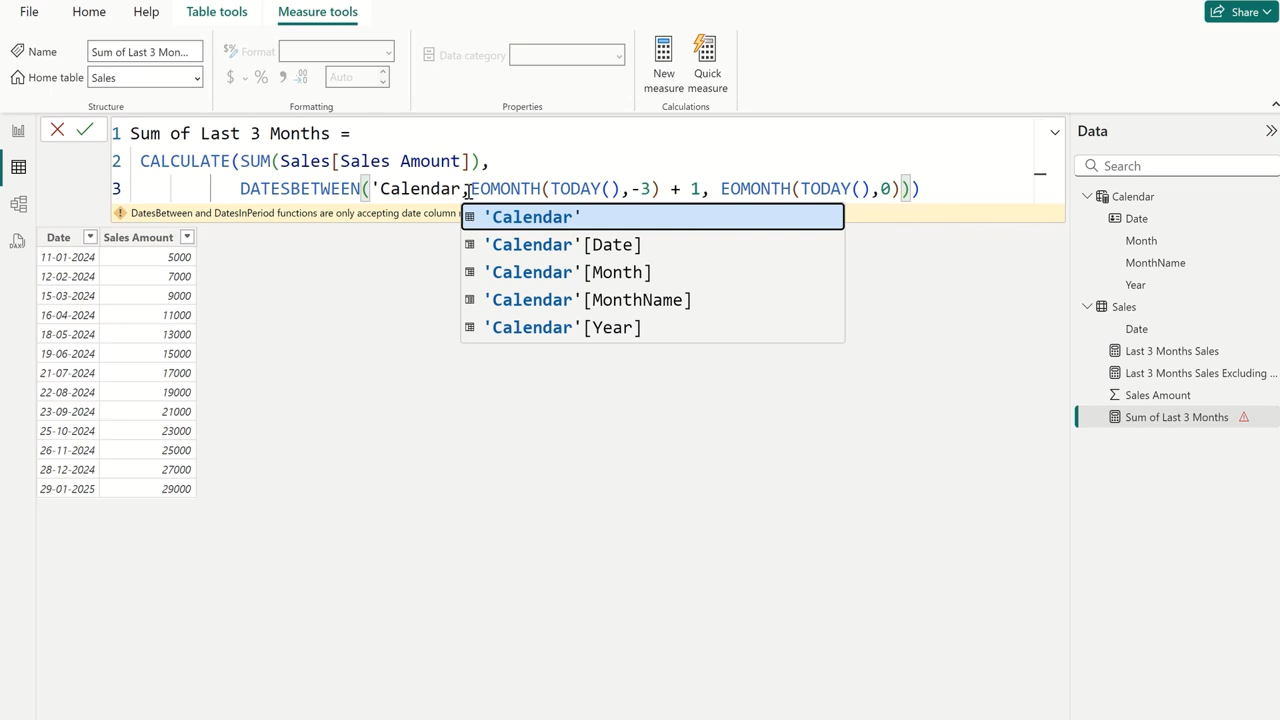 File Home Help Table tools Measure tools Share
Name Sum of Last 3 Mon... Format Data category New measure Quick measure
Home table Sales $ % Auto
Structure Formatting Properties Calculations
1 Sum of Last 3 Months =
2 CALCULATE(SUM(Sales[Sales Amount]),
3 DATESBETWEEN('Calendar,EOMONTH(TODAY(),-3) + 1, EOMONTH(TODAY(),0))
DatesBetween and DatesInPeriod functions are only accepting date column
'Calendar'
'Calendar'[Date]
'Calendar'[Month]
'Calendar'[MonthName]
'Calendar'[Year]
Date Sales Amount
11-01-2024 5000
12-02-2024 7000
15-03-2024 9000
16-04-2024 11000
18-05-2024 13000
19-06-2024 15000
21-07-2024 17000
22-08-2024 19000
23-09-2024 21000
25-10-2024 23000
26-11-2024 25000
28-12-2024 27000
29-01-2025 29000
Data
Search
Calendar
Date
Month
MonthName
Year
Sales
Date
Last 3 Months Sales
Last 3 Months Sales Excluding ...
Sales Amount
Sum of Last 3 Months